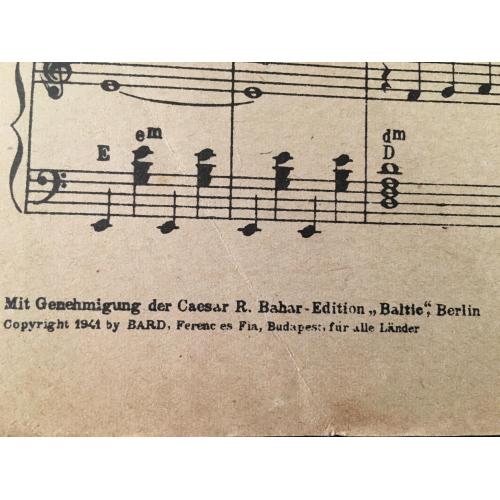 em dm
E D
Mit Genehmigung der Caesar R. Bahar-Edition „Baltic“, Berlin
Copyright 1941 by BARD, Ferenc es Fia, Budapest, für alle Länder